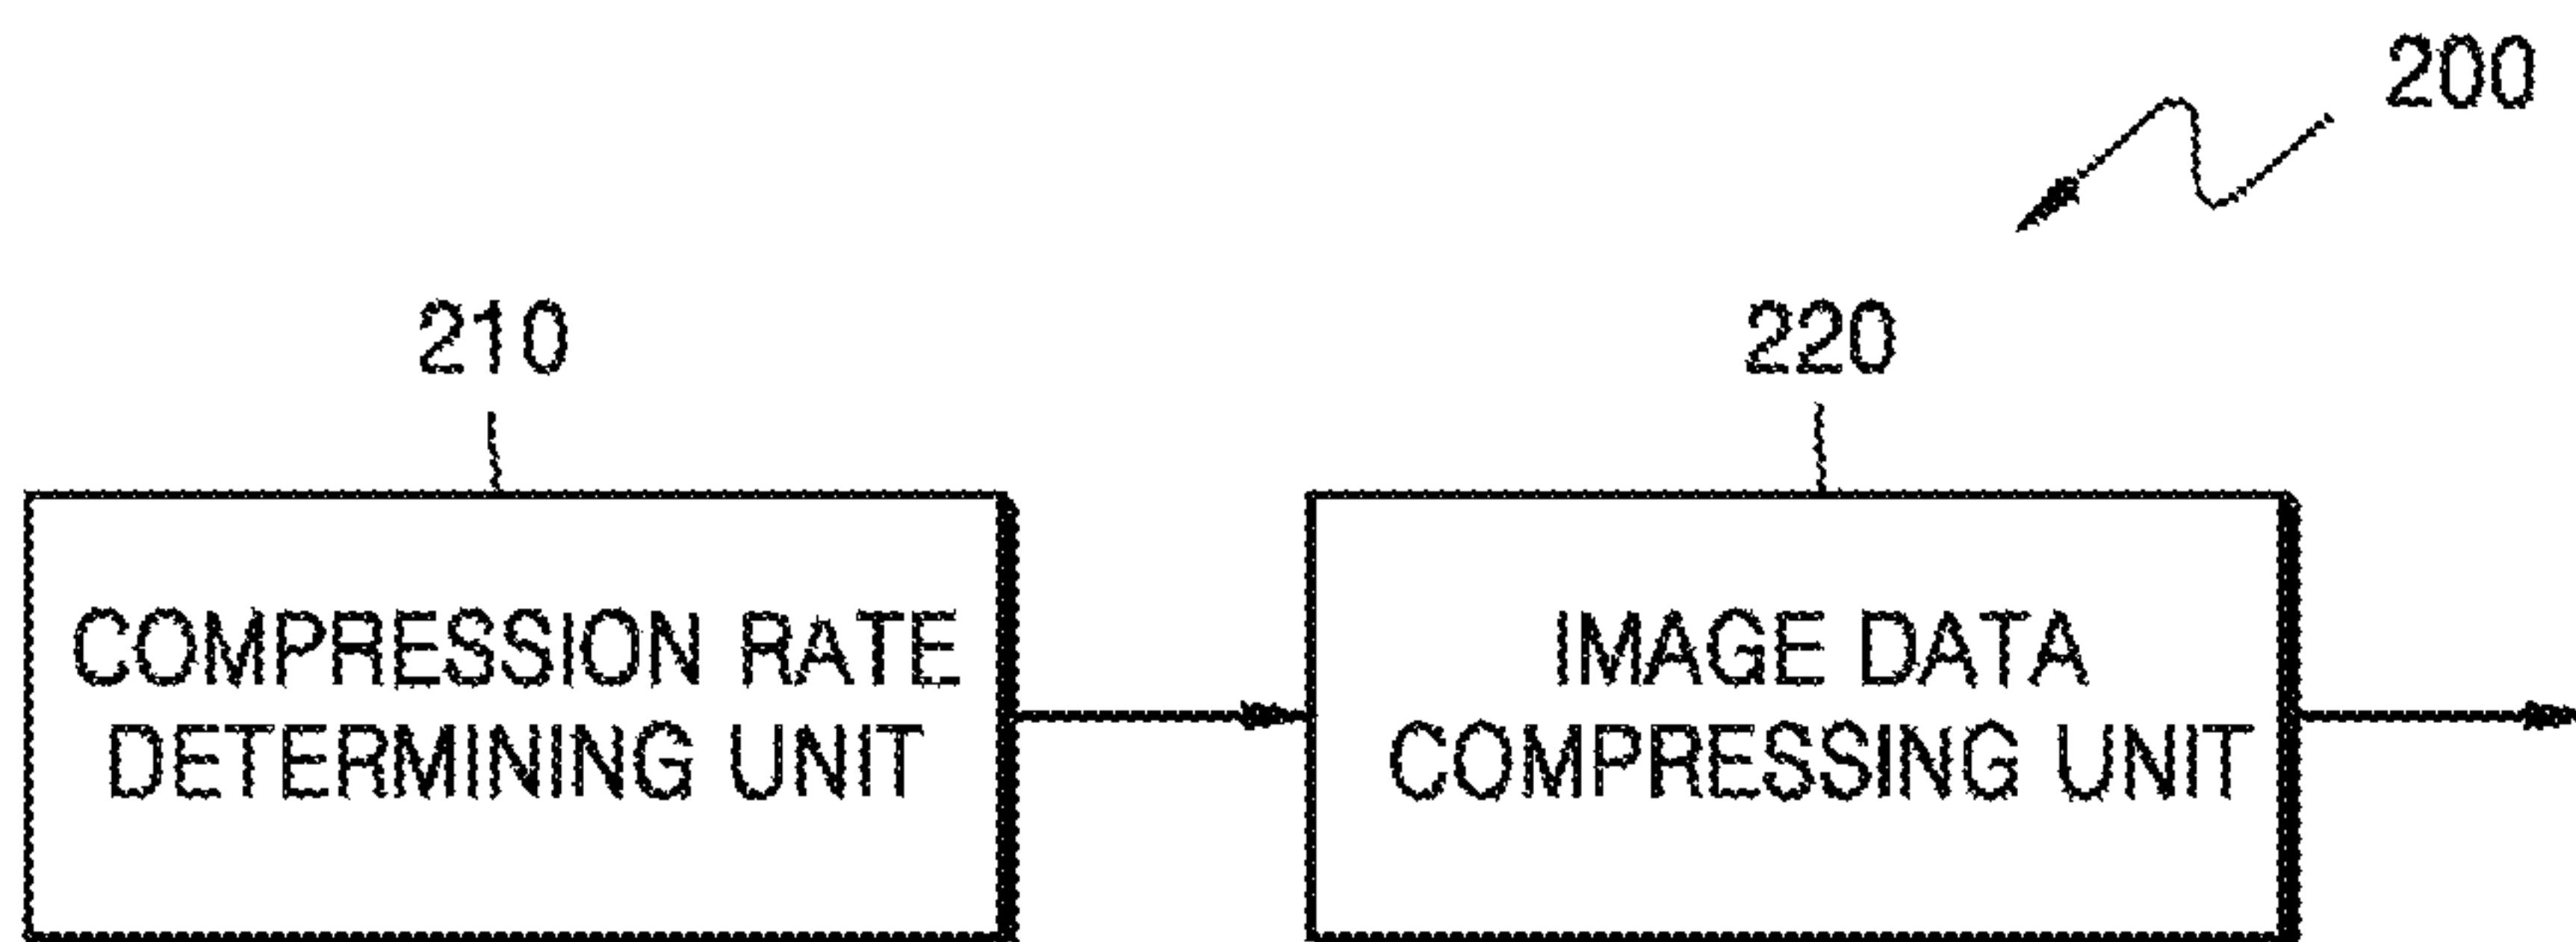 200
210
220
COMPRESSION RATE
DETERMINING UNIT
IMAGE DATA
COMPRESSING UNIT